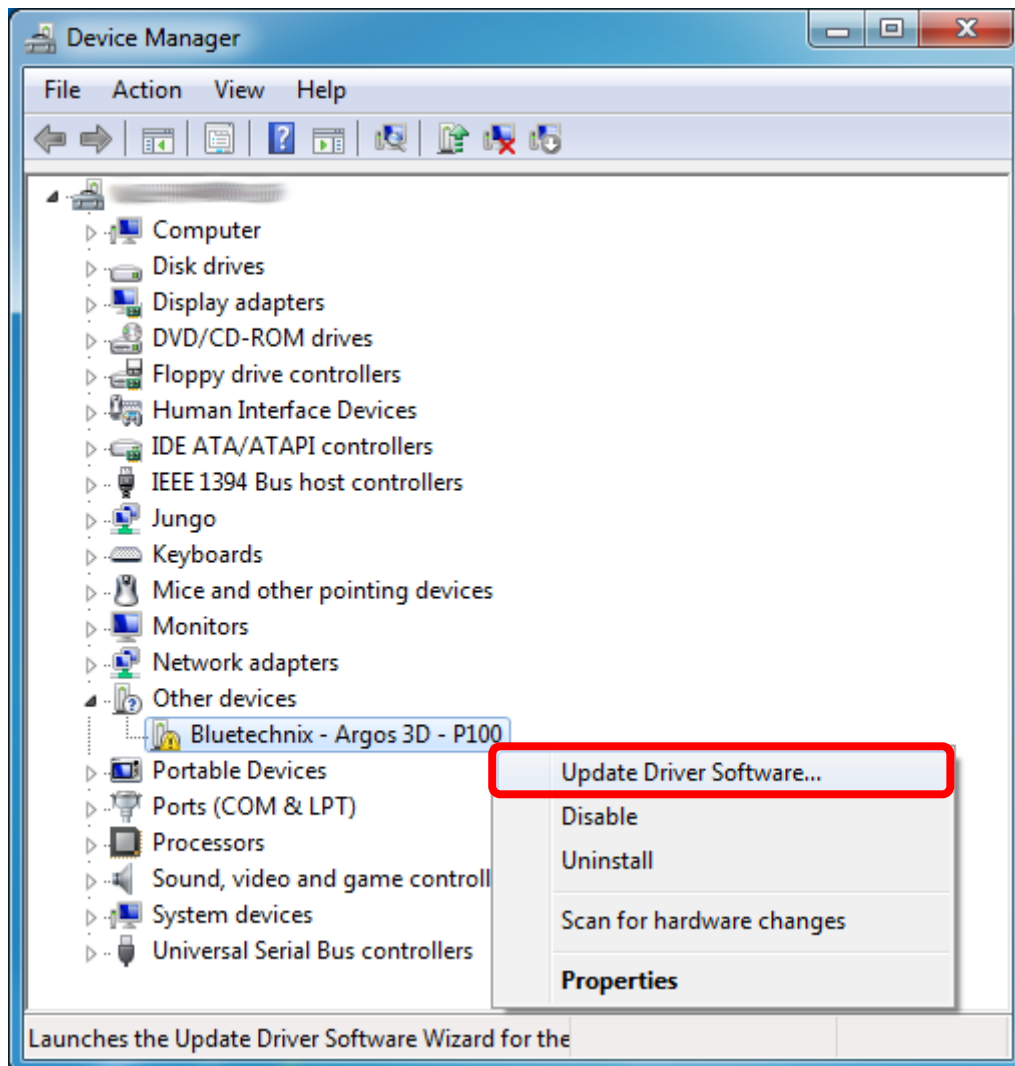 Device Manager
File Action View Help
Computer
Disk drives
Display adapters
DVD/CD-ROM drives
Floppy drive controllers
Human Interface Devices
IDE ATA/ATAPI controllers
IEEE 1394 Bus host controllers
Jungo
Keyboards
Mice and other pointing devices
Monitors
Network adapters
Other devices
Bluetechnix - Argos 3D - P100
Portable Devices
Ports (COM & LPT)
Processors
Sound, video and game controll
System devices
Universal Serial Bus controllers
Update Driver Software...
Disable
Uninstall
Scan for hardware changes
Properties
Launches the Update Driver Software Wizard for the